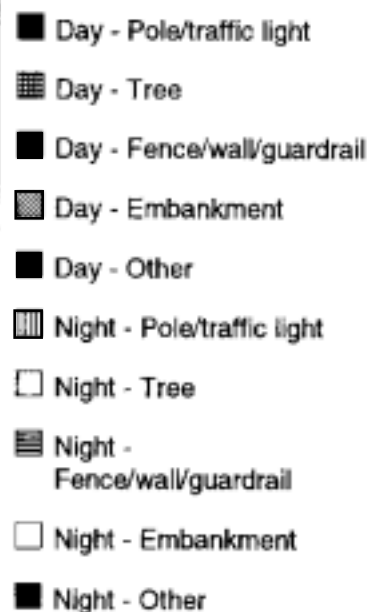 Day - Pole/traffic light
Day - Tree
Day - Fence/wall/guardrail
Day - Embankment
Day - Other
Night - Pole/traffic light
Night - Tree
Night -
Fence/wall/guardrail
Night - Embankment
Night - Other